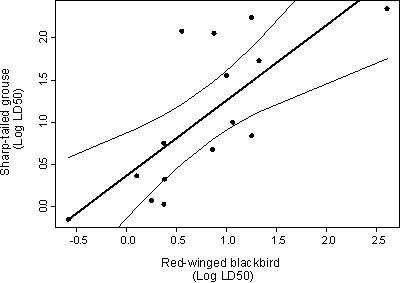 Sharp-tailed grouse
(Log LD50)
2.0
1.5
1.0
0.5
0.0
-0.5 0.0 0.5 1.0 1.5 2.0 2.5
Red-winged blackbird
(Log LD50)